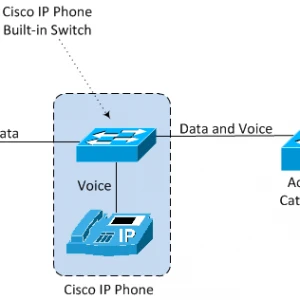 Cisco IP Phone
Built-in Switch
ata
Data and Voice
Voice
IP
Cisco IP Phone
Ac
Cat